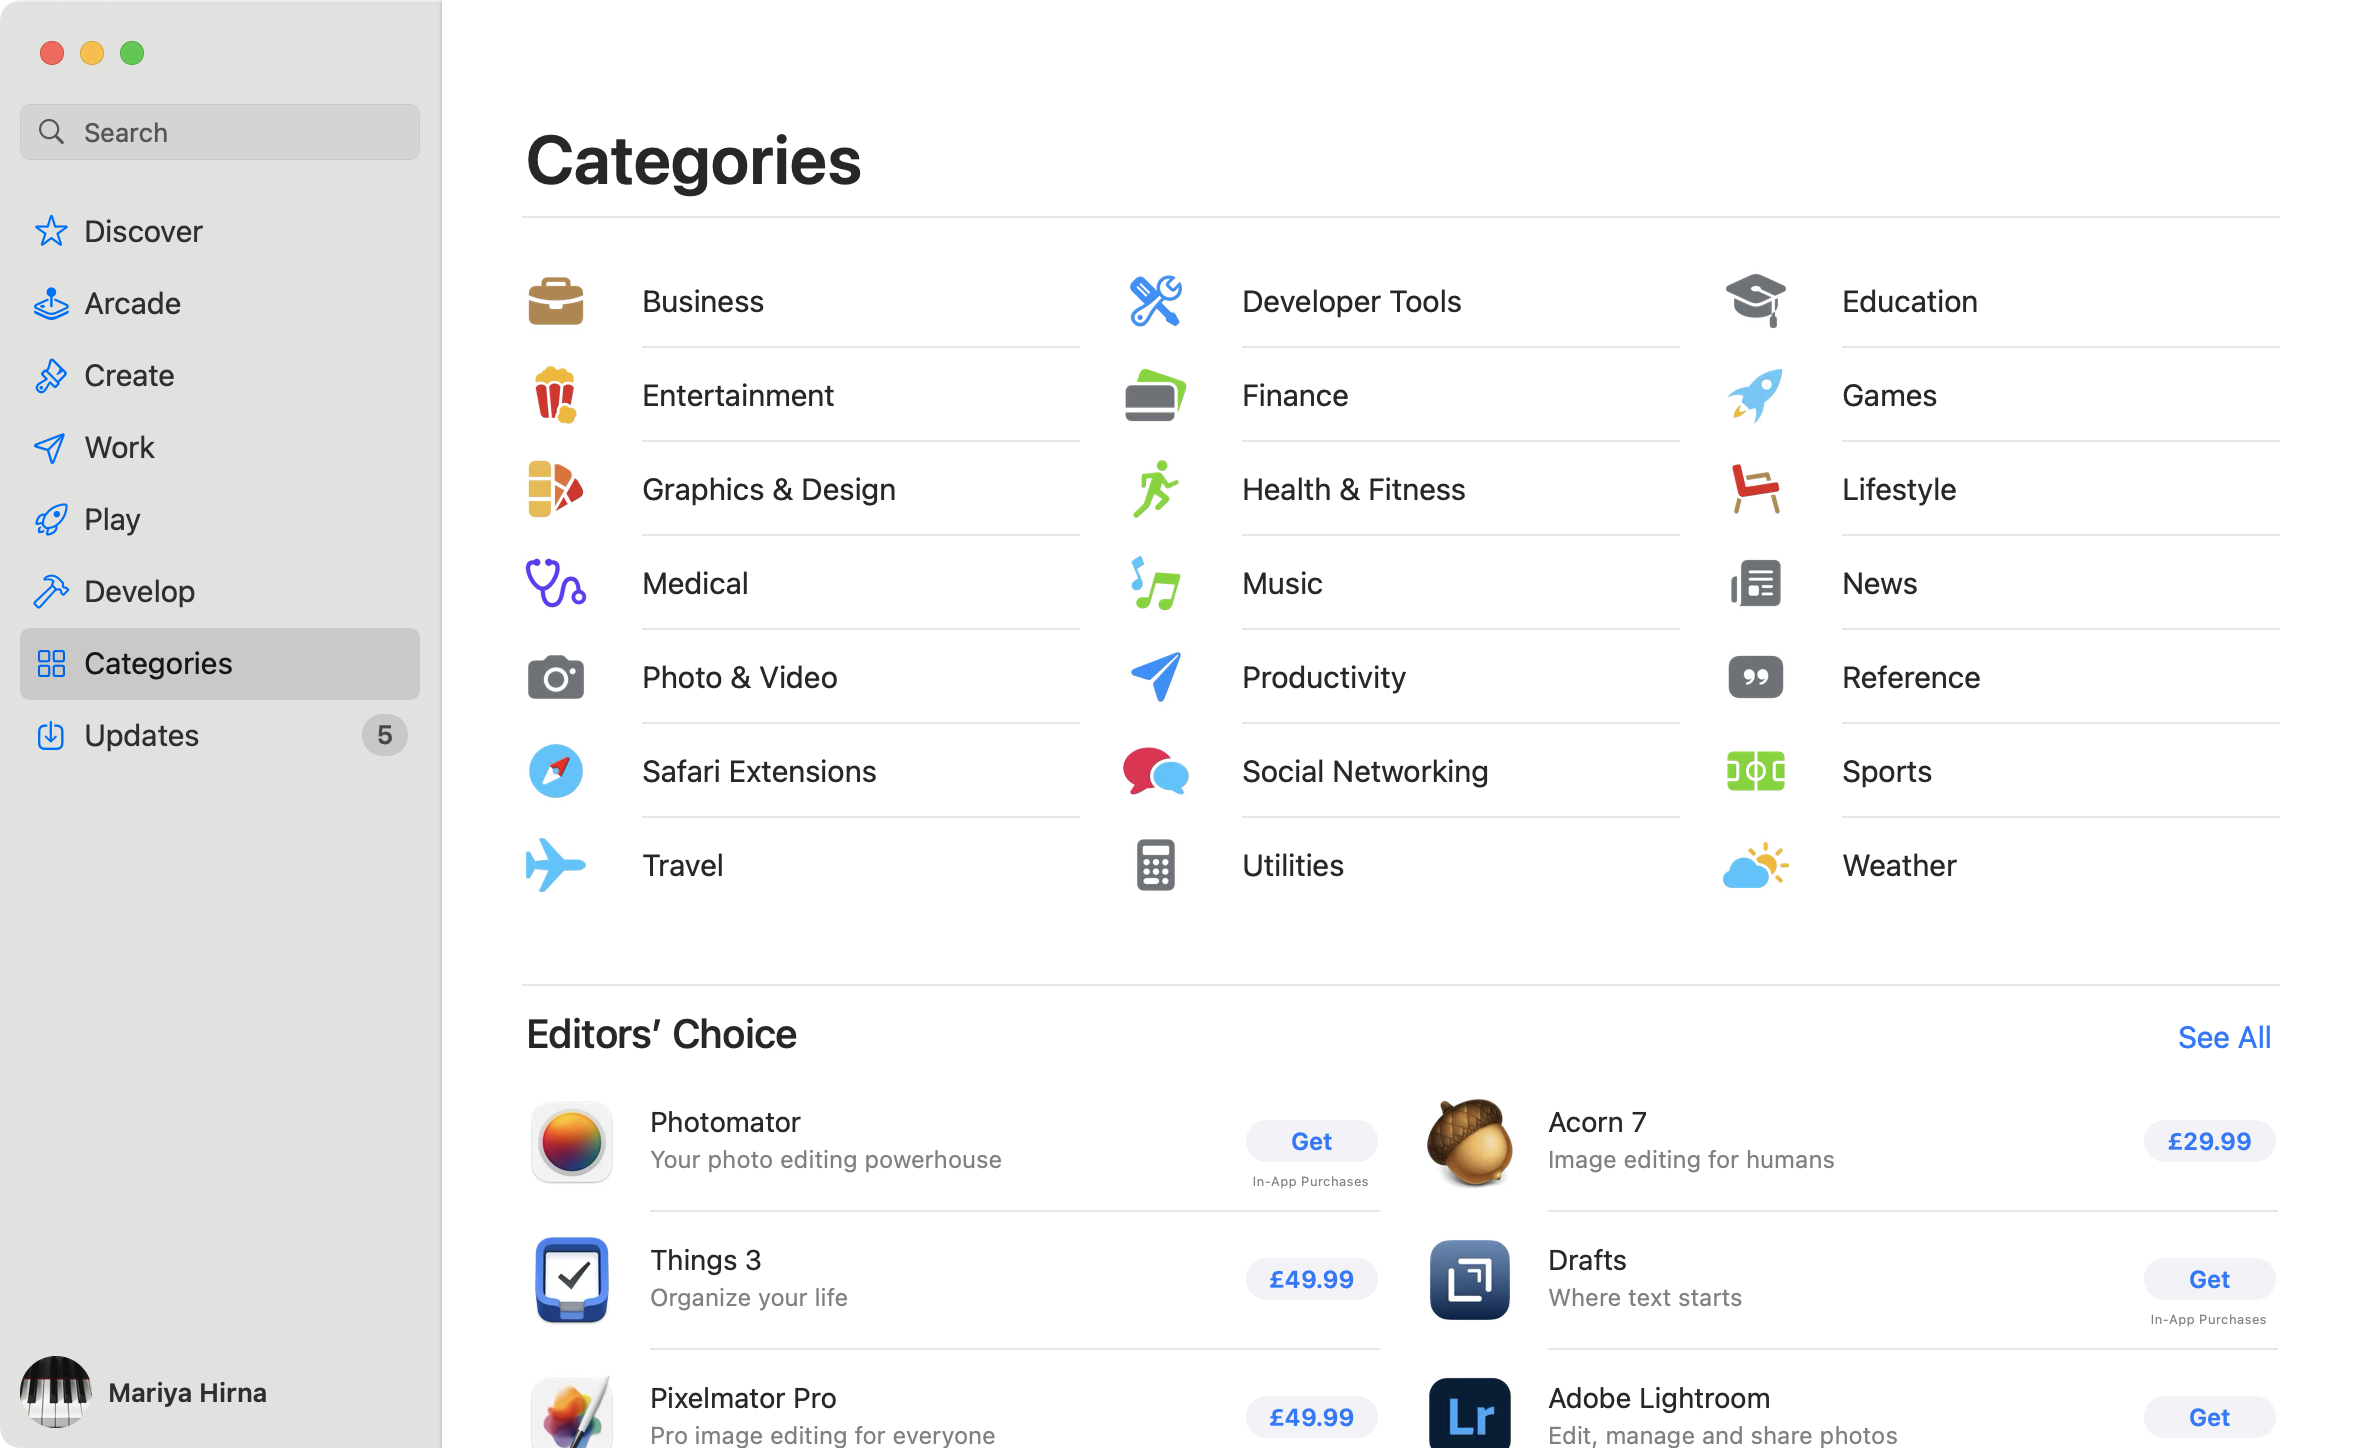 Search
Discover
Arcade
Create
Work
Play
Develop
Categories
Updates 5
Mariya Hirna
Categories
Business Developer Tools Education
Entertainment Finance Games
Graphics & Design Health & Fitness Lifestyle
Medical Music News
Photo & Video Productivity Reference
Safari Extensions Social Networking Sports
Travel Utilities Weather
Editors’ Choice See All
Photomator
Your photo editing powerhouse
Get
In-App Purchases
Acorn 7
Image editing for humans
£29.99
Things 3
Organize your life
£49.99
Drafts
Where text starts
Get
In-App Purchases
Pixelmator Pro
Pro image editing for everyone
£49.99
Lr
Adobe Lightroom
Edit, manage and share photos
Get